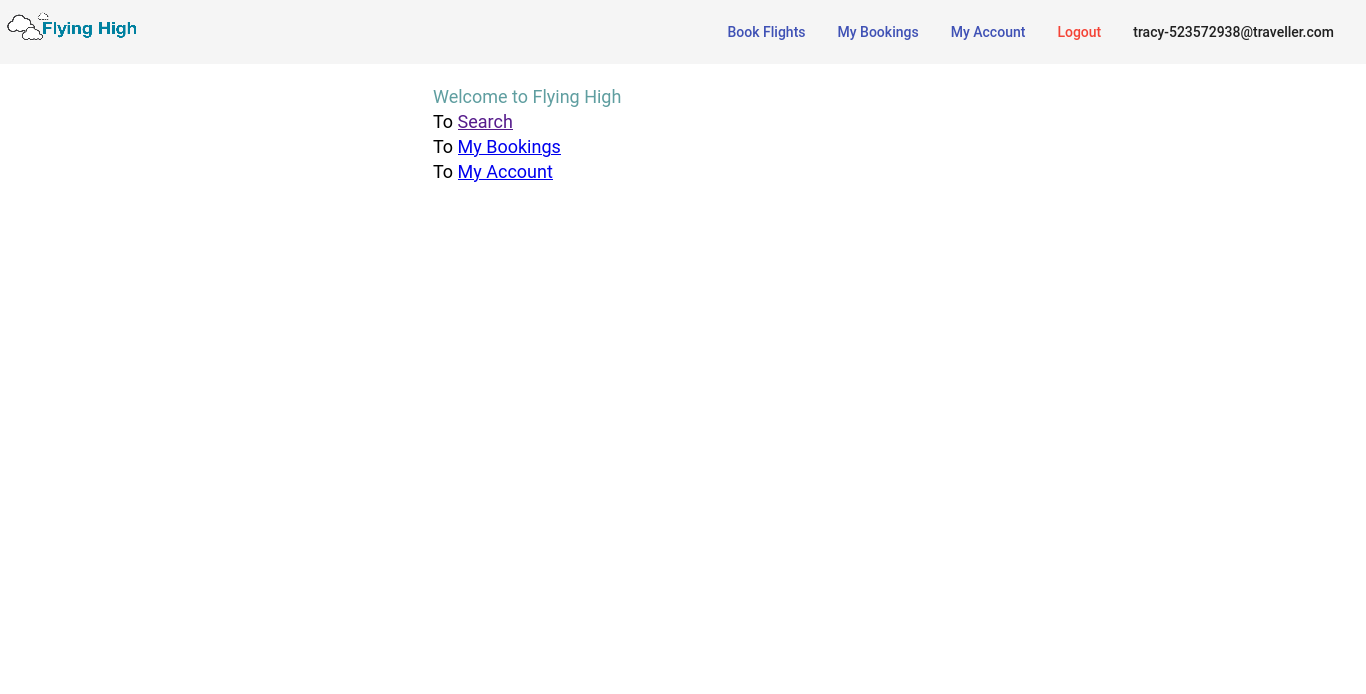 Flying High
Book Flights My Bookings My Account Logout tracy-523572938@traveller.com
Welcome to Flying High
To Search
To My Bookings
To My Account